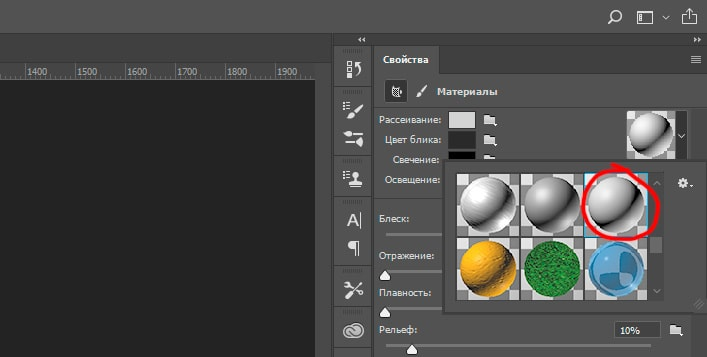 1400 1500 1600 1700 1800 1900
Свойства
Материалы
Рассеивание:
Цвет блика:
Свечение:
Освещение:
Блеск:
Отражение:
Плавность:
Рельеф: 10%
A